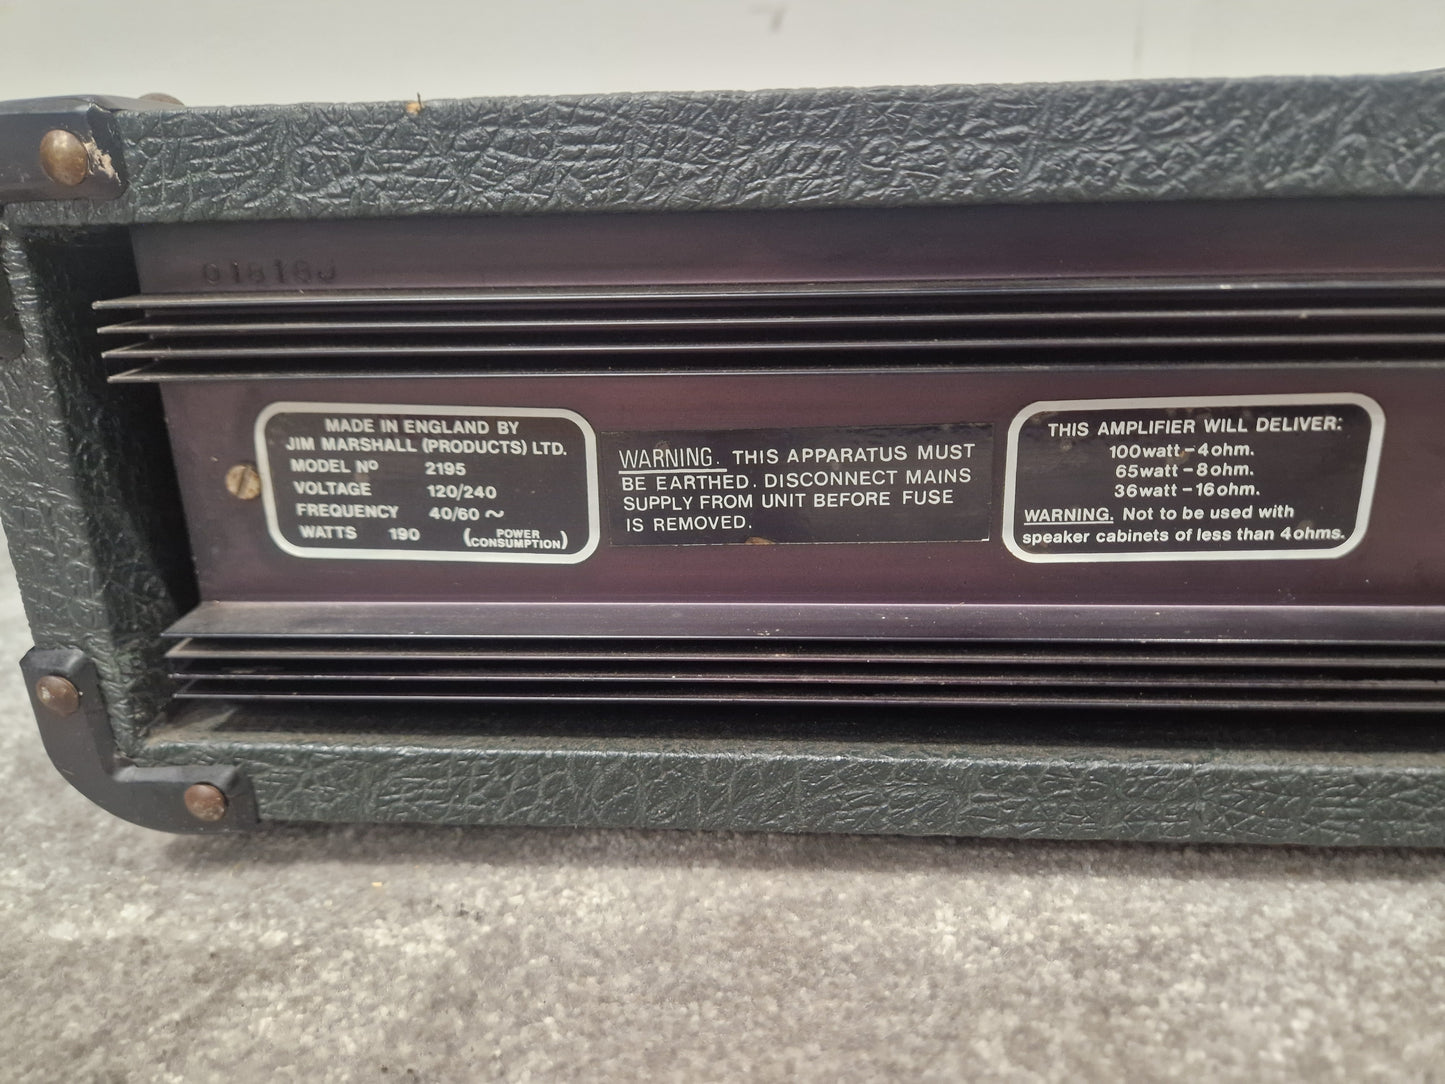 MADE IN ENGLAND BY
JIM MARSHALL (PRODUCTS) LTD.
MODEL Nº 2195
VOLTAGE 120/240
FREQUENCY 40/60 ~
WATTS 190 (POWER CONSUMPTION)
WARNING. THIS APPARATUS MUST
BE EARTHED. DISCONNECT MAINS
SUPPLY FROM UNIT BEFORE FUSE
IS REMOVED.
THIS AMPLIFIER WILL DELIVER:
100watt – 4ohm.
65watt – 8ohm.
36watt – 16ohm.
WARNING. Not to be used with
speaker cabinets of less than 4ohms.